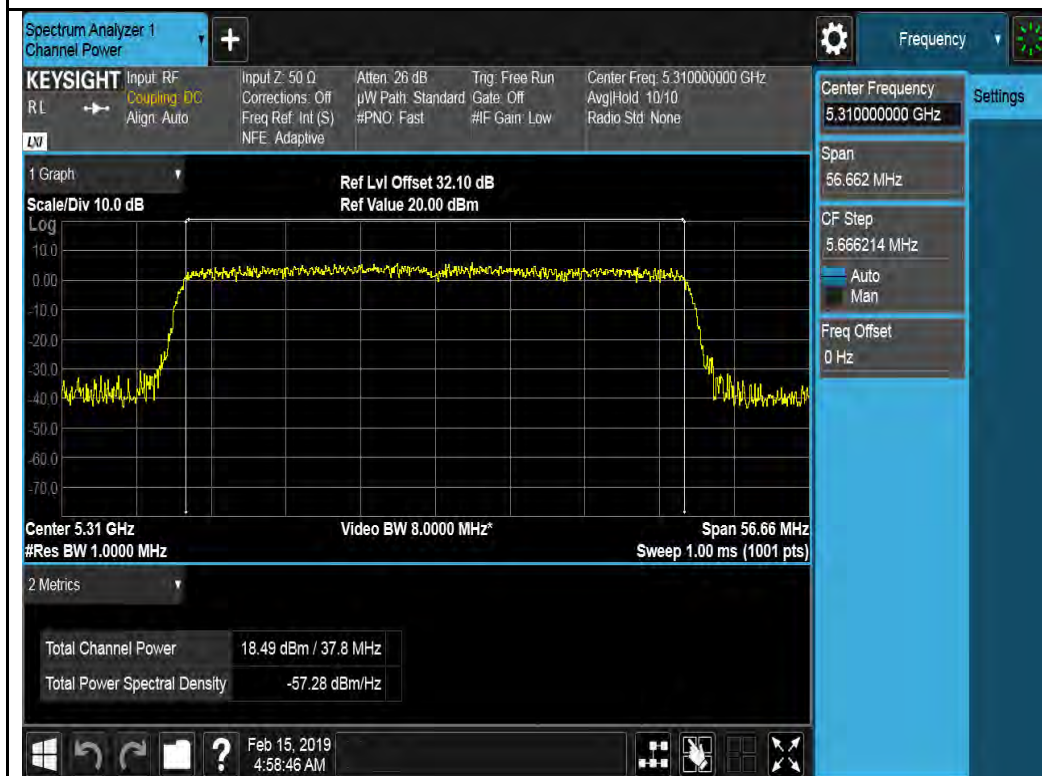 Spectrum Analyzer 1
Channel Power
Frequency
KEYSIGHT
RL
LXI
Input: RF
Coupling: DC
Align: Auto
Input Z: 50 Ω
Corrections: Off
Freq Ref: Int (S)
NFE: Adaptive
Atten: 26 dB
µW Path: Standard
#PNO: Fast
Trig: Free Run
Gate: Off
#IF Gain: Low
Center Freq: 5.310000000 GHz
Avg|Hold: 10/10
Radio Std: None
Center Frequency
5.310000000 GHz
Settings
Span
56.662 MHz
CF Step
5.666214 MHz
Auto
Man
Freq Offset
0 Hz
1 Graph
Scale/Div 10.0 dB
Ref Lvl Offset 32.10 dB
Ref Value 20.00 dBm
Log
10.0
0.00
-10.0
-20.0
-30.0
-40.0
-50.0
-60.0
-70.0
Center 5.31 GHz
Video BW 8.0000 MHz*
Span 56.66 MHz
#Res BW 1.0000 MHz
Sweep 1.00 ms (1001 pts)
2 Metrics
Total Channel Power 18.49 dBm / 37.8 MHz
Total Power Spectral Density -57.28 dBm/Hz
?
Feb 15, 2019
4:58:46 AM